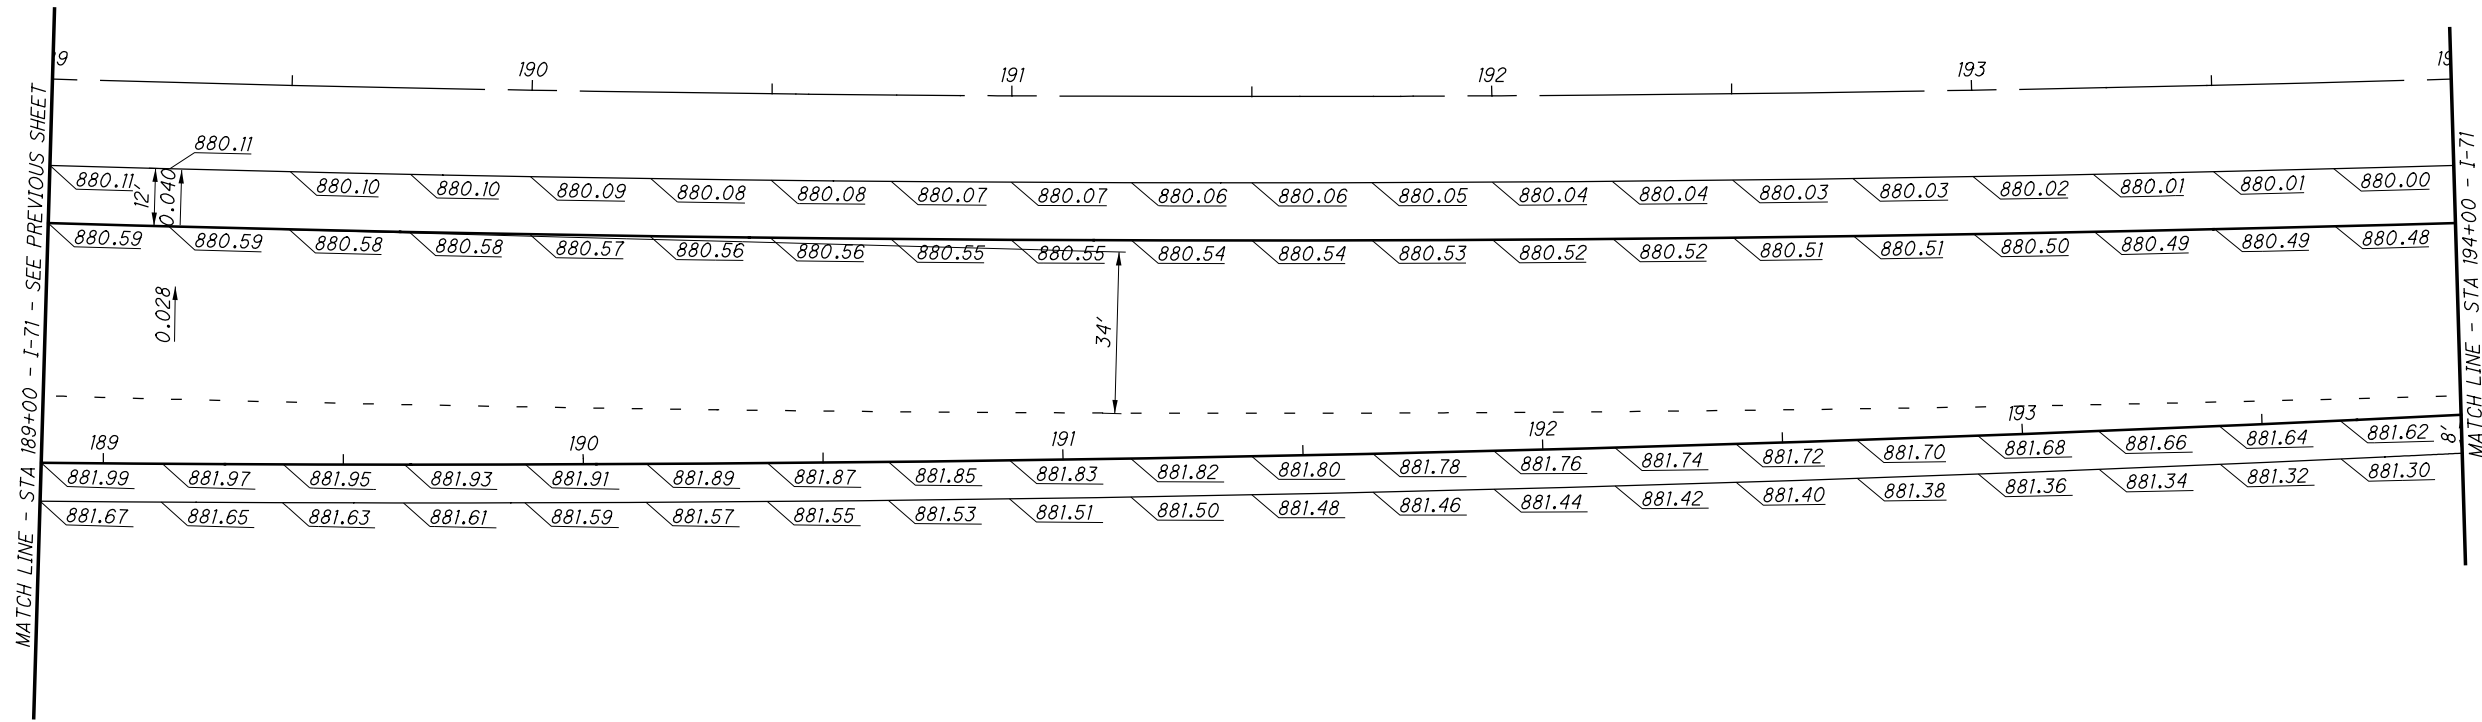 190 191 192 193
880.11
880.11 880.10 880.10 880.09 880.08 880.08 880.07 880.07 880.06 880.06 880.05 880.04 880.04 880.03 880.03 880.02 880.01 880.01 880.00
12'
0.040
880.59 880.59 880.58 880.58 880.57 880.56 880.56 880.55 880.55 880.54 880.54 880.53 880.52 880.52 880.51 880.51 880.50 880.49 880.49 880.48
0.028
34'
189 190 191 192 193
881.99 881.97 881.95 881.93 881.91 881.89 881.87 881.85 881.83 881.82 881.80 881.78 881.76 881.74 881.72 881.70 881.68 881.66 881.64 881.62
8'
881.67 881.65 881.63 881.61 881.59 881.57 881.55 881.53 881.51 881.50 881.48 881.46 881.44 881.42 881.40 881.38 881.36 881.34 881.32 881.30
MATCH LINE - STA 189+00 - I-71 - SEE PREVIOUS SHEET
MATCH LINE - STA 194+00 - I-71